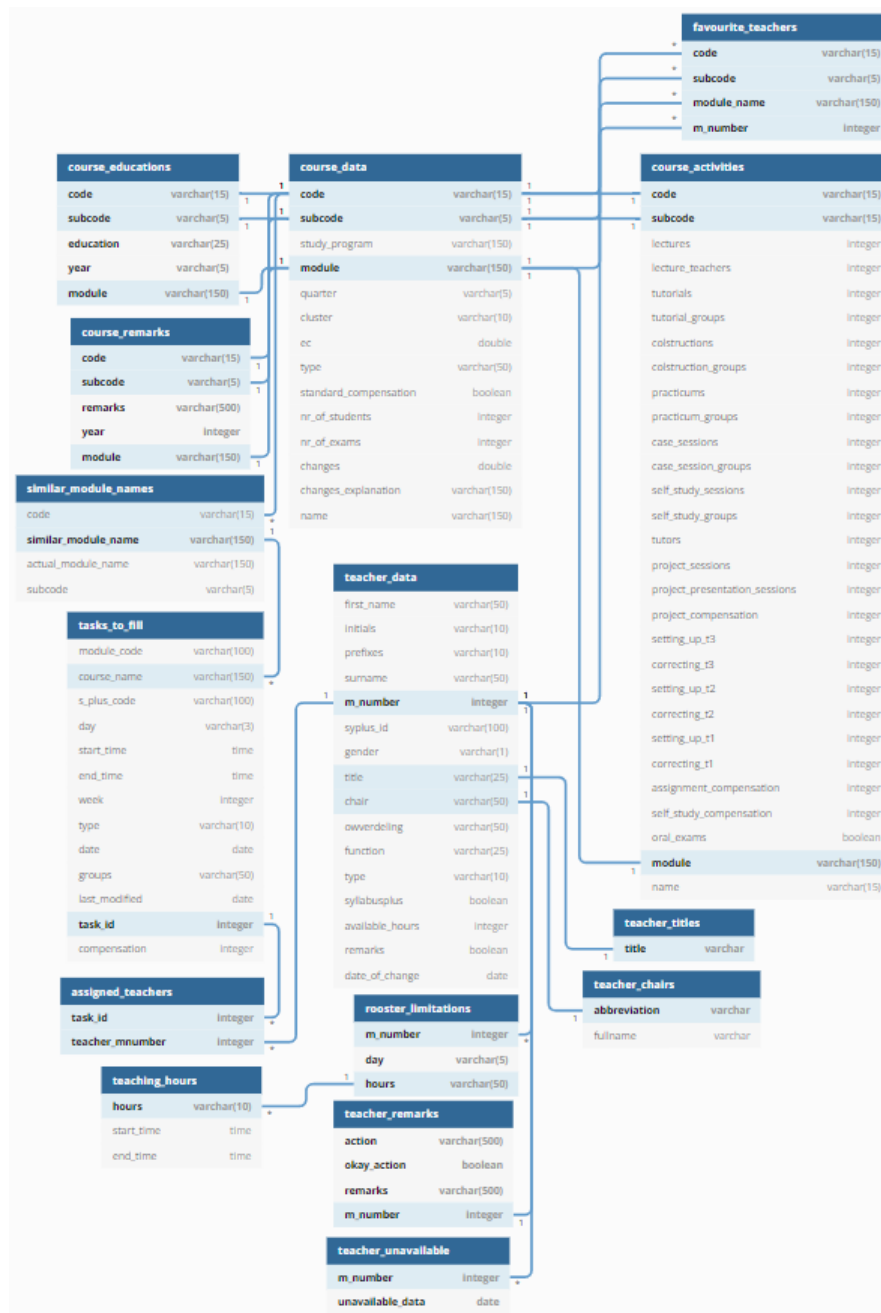 favourite_teachers
code varchar(15)
subcode varchar(5)
module_name varchar(150)
m_number integer
course_educations
code varchar(15)
subcode varchar(5)
education varchar(25)
year varchar(5)
module varchar(150)
course_data
code varchar(15)
subcode varchar(5)
study_program varchar(150)
module varchar(150)
quarter varchar(5)
cluster varchar(10)
ec double
type varchar(50)
standard_compensation boolean
nr_of_students integer
nr_of_exams integer
changes double
changes_explanation varchar(150)
name varchar(150)
course_activities
code varchar(15)
subcode varchar(15)
lectures integer
lecture_teachers integer
tutorials integer
tutorial_groups integer
colstructions integer
colstruction_groups integer
practicums integer
practicum_groups integer
case_sessions integer
case_session_groups integer
self_study_sessions integer
self_study_groups integer
tutors integer
project_sessions integer
project_presentation_sessions integer
project_compensation integer
setting_up_t3 integer
correcting_t3 integer
setting_up_t2 integer
correcting_t2 integer
setting_up_t1 integer
correcting_t1 integer
assignment_compensation integer
self_study_compensation integer
oral_exams boolean
module varchar(150)
name varchar(15)
course_remarks
code varchar(15)
subcode varchar(5)
remarks varchar(500)
year integer
module varchar(150)
similar_module_names
code varchar(15)
similar_module_name varchar(150)
actual_module_name varchar(150)
subcode varchar(5)
tasks_to_fill
module_code varchar(100)
course_name varchar(150)
s_plus_code varchar(100)
day varchar(3)
start_time time
end_time time
week integer
type varchar(10)
date date
groups varchar(50)
last_modified date
task_id integer
compensation integer
teacher_data
first_name varchar(50)
initials varchar(10)
prefixes varchar(10)
surname varchar(50)
m_number integer
syplus_id varchar(100)
gender varchar(1)
title varchar(25)
chair varchar(50)
owverdeling varchar(50)
function varchar(25)
type varchar(10)
syllabusplus boolean
available_hours integer
remarks boolean
date_of_change date
teacher_titles
title varchar
teacher_chairs
abbreviation varchar
fullname varchar
assigned_teachers
task_id integer
teacher_mnumber integer
rooster_limitations
m_number integer
day varchar(5)
hours varchar(50)
teaching_hours
hours varchar(10)
start_time time
end_time time
teacher_remarks
action varchar(500)
okay_action boolean
remarks varchar(500)
m_number integer
teacher_unavailable
m_number integer
unavailable_data date